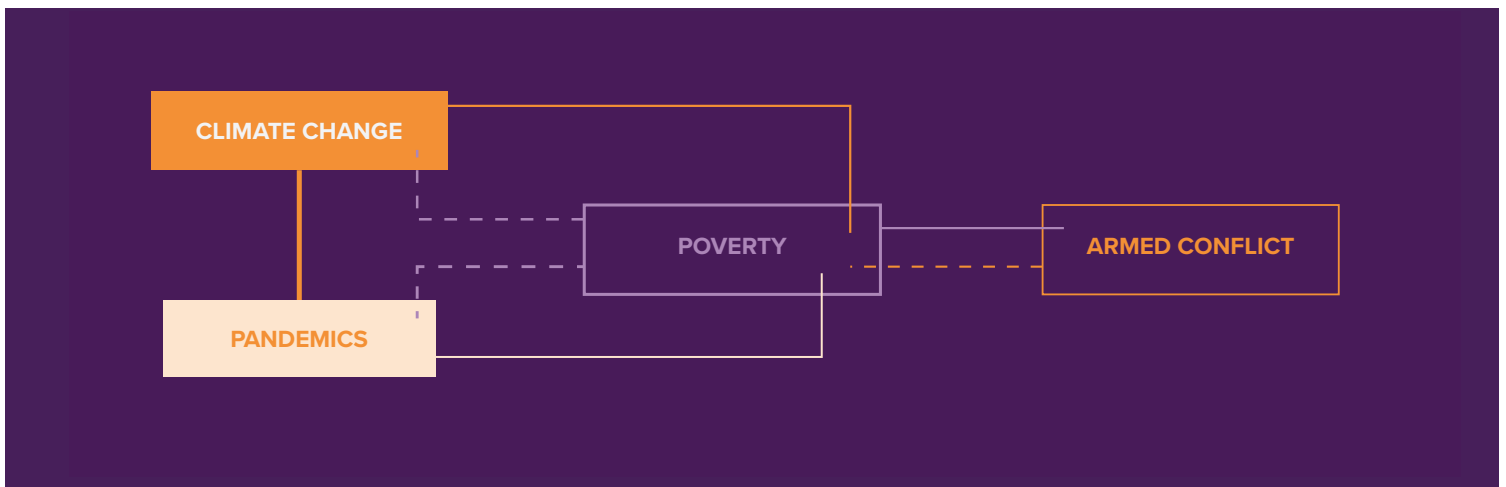 CLIMATE CHANGE
POVERTY
ARMED CONFLICT
PANDEMICS